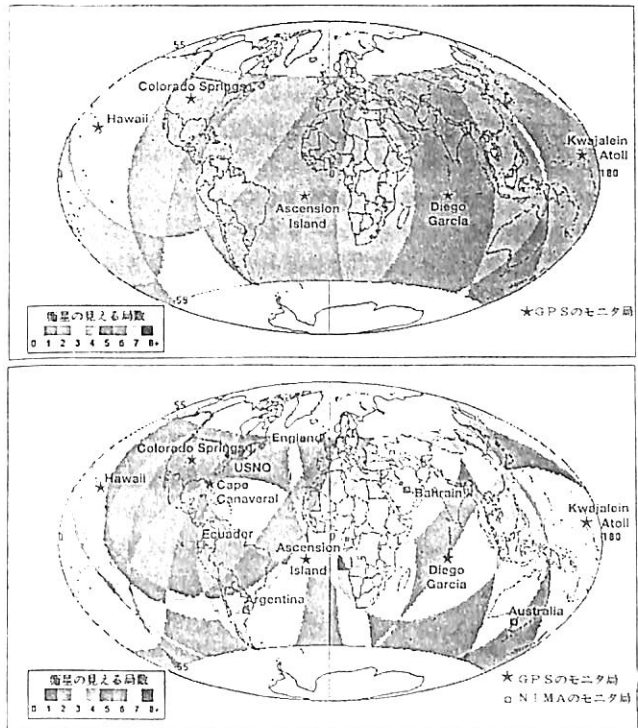 55
Colorado Springs
Hawaii
Kwajalein
Atoll
180
Ascension
Island
Diego
Garcia
-55
衛星の見える局数
0 1 2 3 4 5 6 7 8+
★GPSのモニタ局
55
England
Colorado Springs
USNO
Hawaii
Cape
Canaveral
Bahrain
Kwajalein
Atoll
180
Ecuador
Ascension
Island
Diego
Garcia
Argentina
Australia
-55
衛星の見える局数
0 1 2 3 4 5 6 7 8+
★GPSのモニタ局
□NIMAのモニタ局